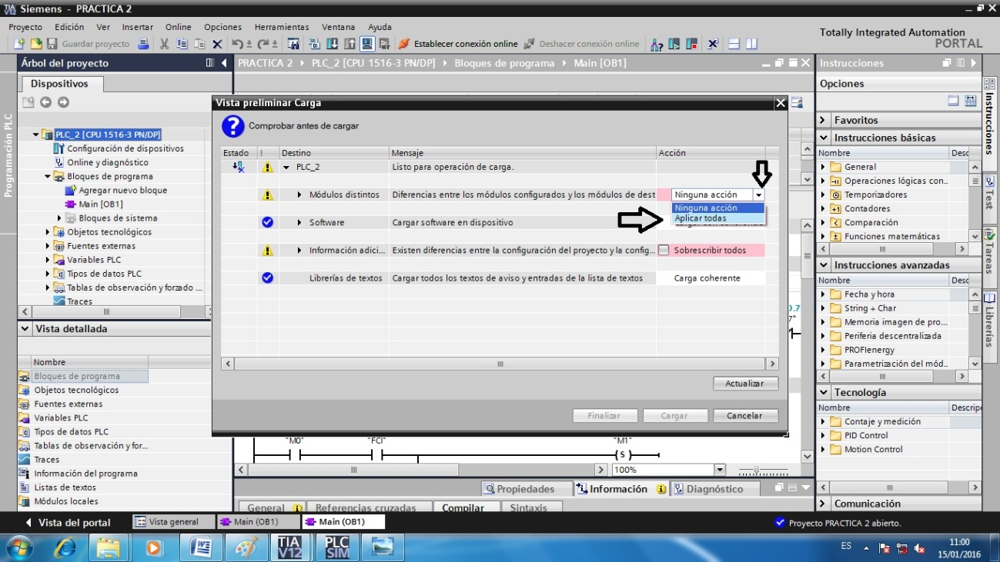 Siemens - PRACTICA 2
Proyecto Edición Ver Insertar Online Opciones Herramientas Ventana Ayuda
Totally Integrated Automation
PORTAL
Guardar proyecto
Establecer conexión online
Deshacer conexión online
Árbol del proyecto
PRACTICA 2 PLC_2 [CPU 1516-3 PN/DP] Bloques de programa Main [OB1]
Instrucciones
Dispositivos
Programación PLC
PLC_2 [CPU 1516-3 PN/DP]
Configuración de dispositivos
Online y diagnóstico
Bloques de programa
Agregar nuevo bloque
Main [OB1]
Bloques de sistema
Objetos tecnológicos
Fuentes externas
Variables PLC
Tipos de datos PLC
Tablas de observación y forzado ...
Traces
Vista detallada
Nombre
Bloques de programa
Objetos tecnológicos
Fuentes externas
Variables PLC
Tipos de datos PLC
Tablas de observación y for...
Traces
Información del programa
Listas de textos
Módulos locales
Vista preliminar Carga
Comprobar antes de cargar
Estado ! Destino Mensaje Acción
PLC_2 Listo para operación de carga.
Módulos distintos Diferencias entre los módulos configurados y los módulos de dest Ninguna acción
Ninguna acción
Aplicar todas
Software Cargar software en dispositivo
Información adici... Existen diferencias entre la configuración del proyecto y la config... Sobrescribir todos
Librerías de textos Cargar todos los textos de aviso y entradas de la lista de textos Carga coherente
Actualizar
Finalizar Cargar Cancelar
"M0" "FCI" "M1"
S
100%
Propiedades Información Diagnóstico
General Referencias cruzadas Compilar Sintaxis
Opciones
Favoritos
Instrucciones básicas
Nombre Desc
General
Operaciones lógicas con...
Temporizadores
Contadores
Comparación
Funciones matemáticas
Instrucciones avanzadas
Nombre Desc
Fecha y hora
String + Char
Memoria imagen de pro...
Periferia descentralizada
PROFIenergy
Parametrización del mód...
Tecnología
Nombre Descrip
Contaje y medición
PID Control
Motion Control
Comunicación
Instrucciones
Test
Tareas
Librerías
Vista del portal
Vista general
Main (OB1)
Main (OB1)
Proyecto PRACTICA 2 abierto.
TIA
V12
PLC
SIM
ES
11:00
15/01/2016